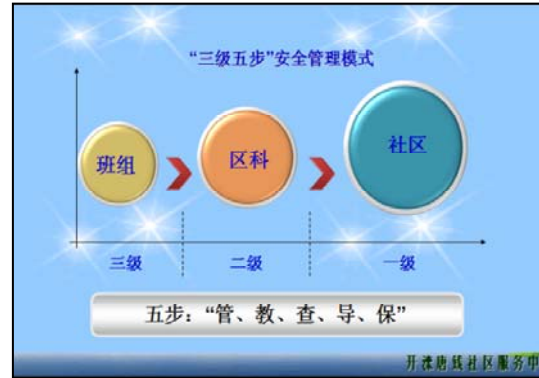 “三级五步”安全管理模式
班组
区科
社区
三级
二级
一级
五步：“管、教、查、导、保”
开滦唐钱社区服务中